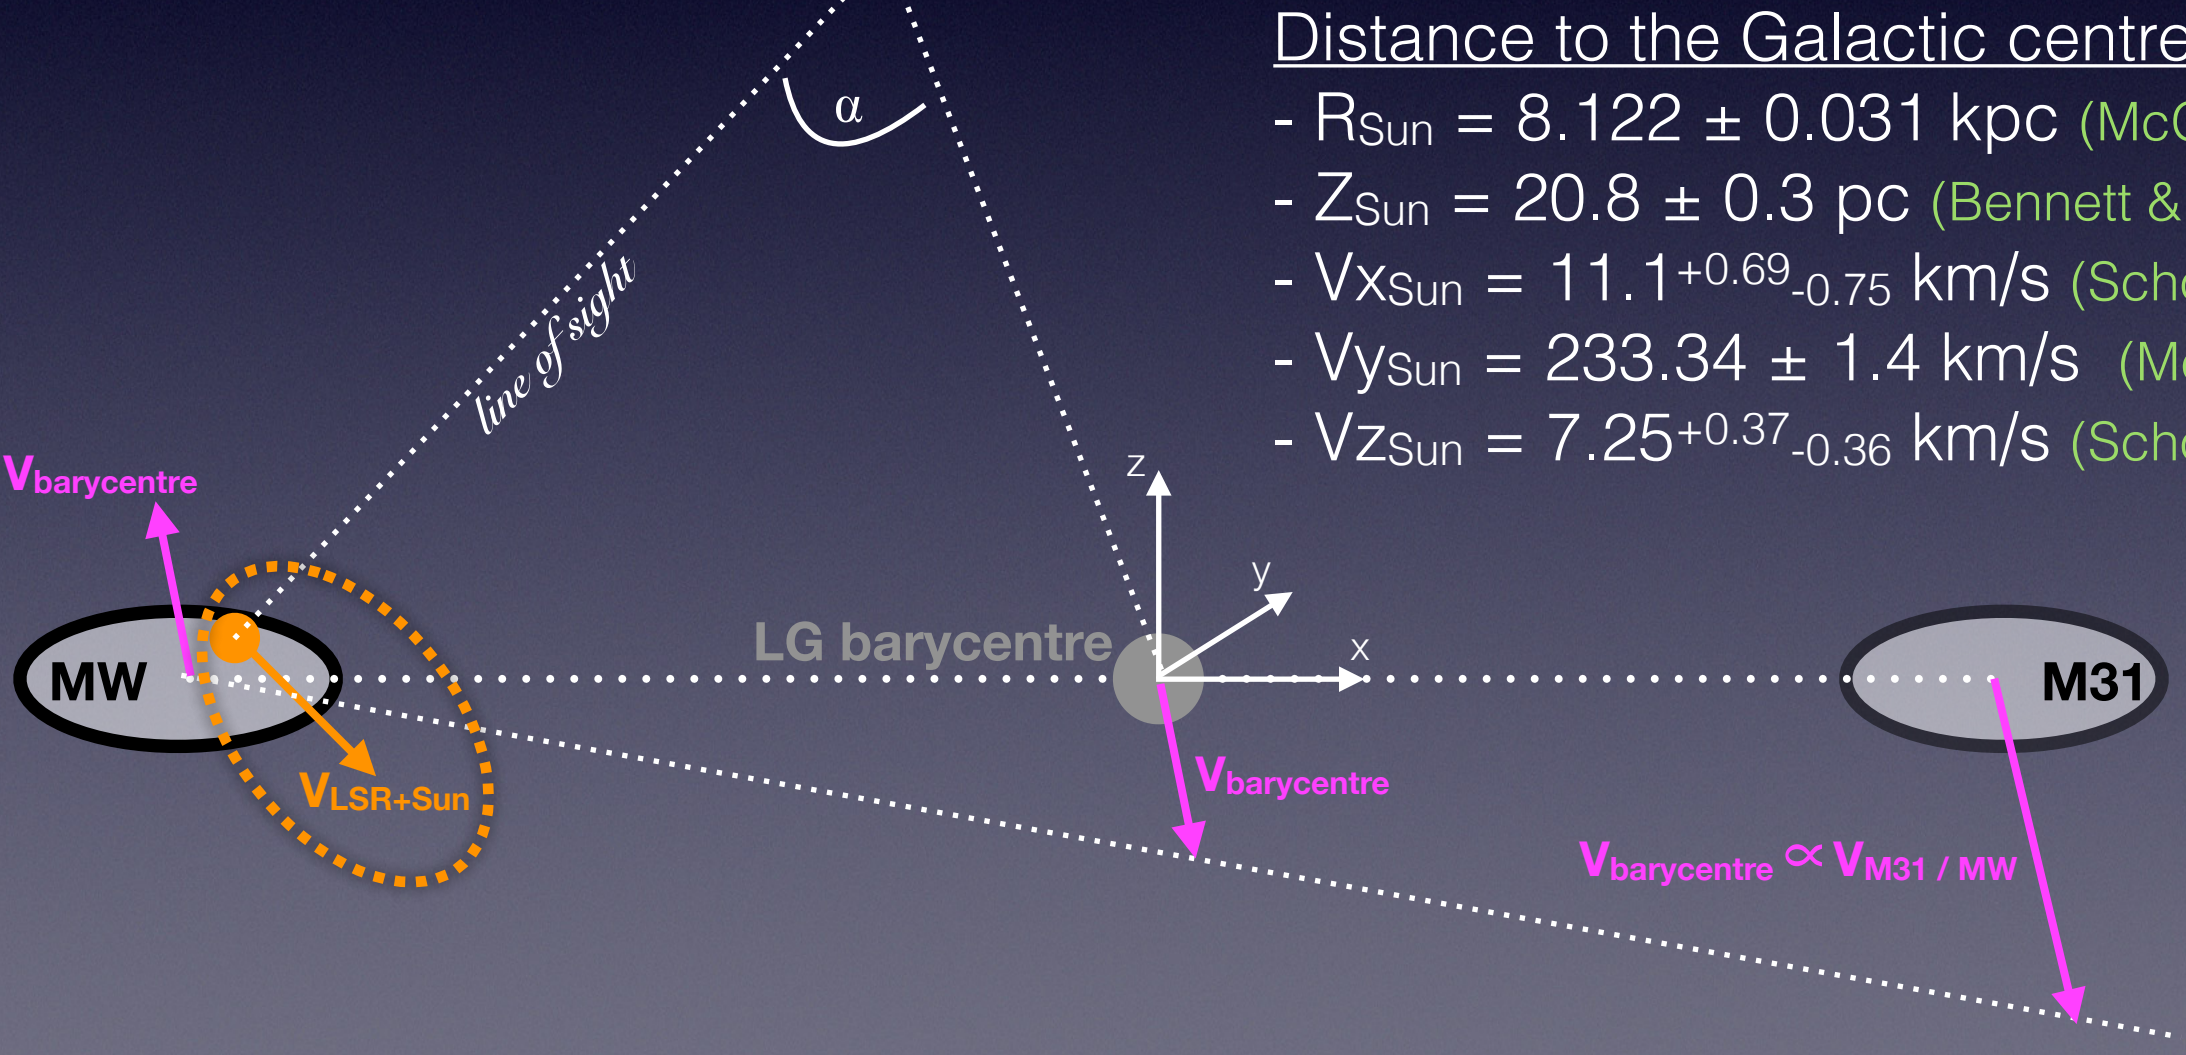 Distance to the Galactic centre
- RSun = 8.122 ± 0.031 kpc
- ZSun = 20.8 ± 0.3 pc (Bennett &
- VxSun = 11.1+0.69-0.75 km/s
- VySun = 233.34 ± 1.4 km/s
- VzSun = 7.25+0.37-0.36 km/s
α
line of sight
Vbarycentre
z
y
x
LG barycentre
MW
M31
VLSR+Sun
Vbarycentre
Vbarycentre ∝ VM31 / MW